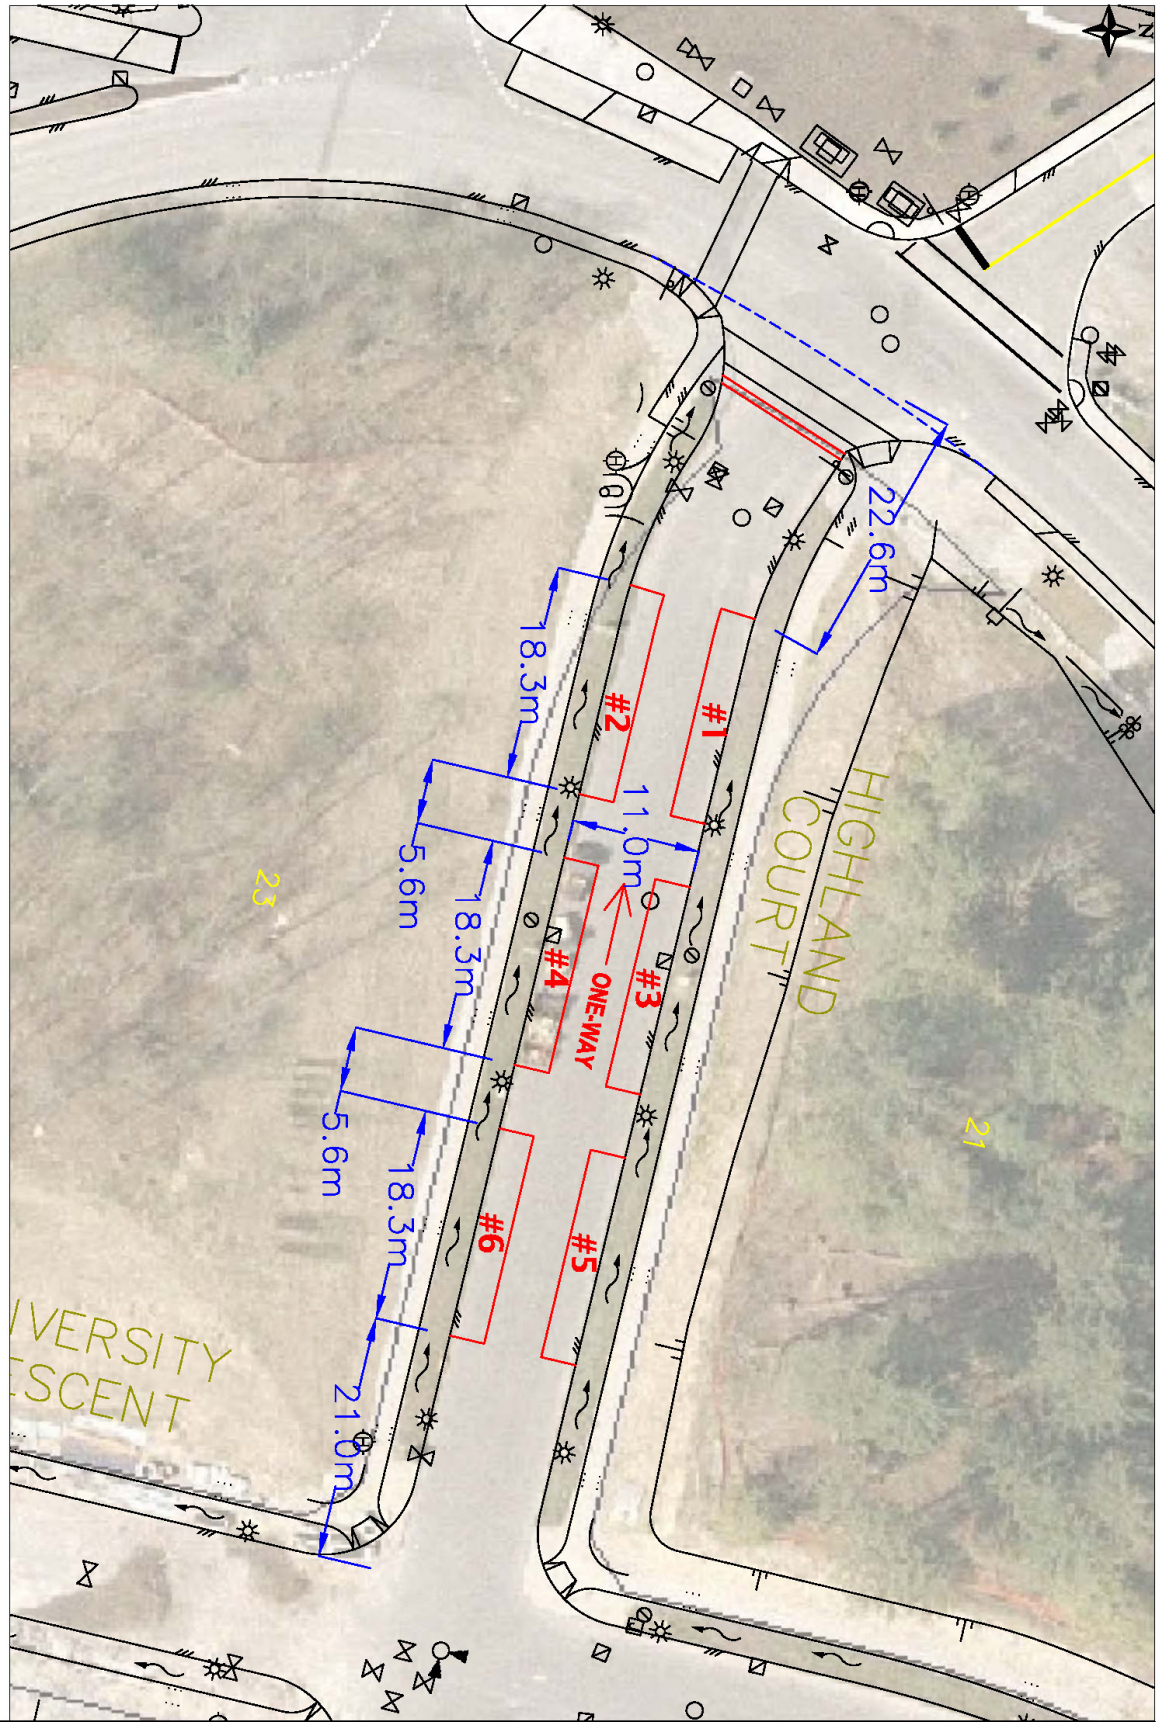 N
22.6m
18.3m
#2
#1
11.0m
HIGHLAND
COURT
5.6m
23
18.3m
#4
#3
ONE-WAY
21
5.6m
18.3m
#6
#5
IVERSITY
ESCENT
21.0m